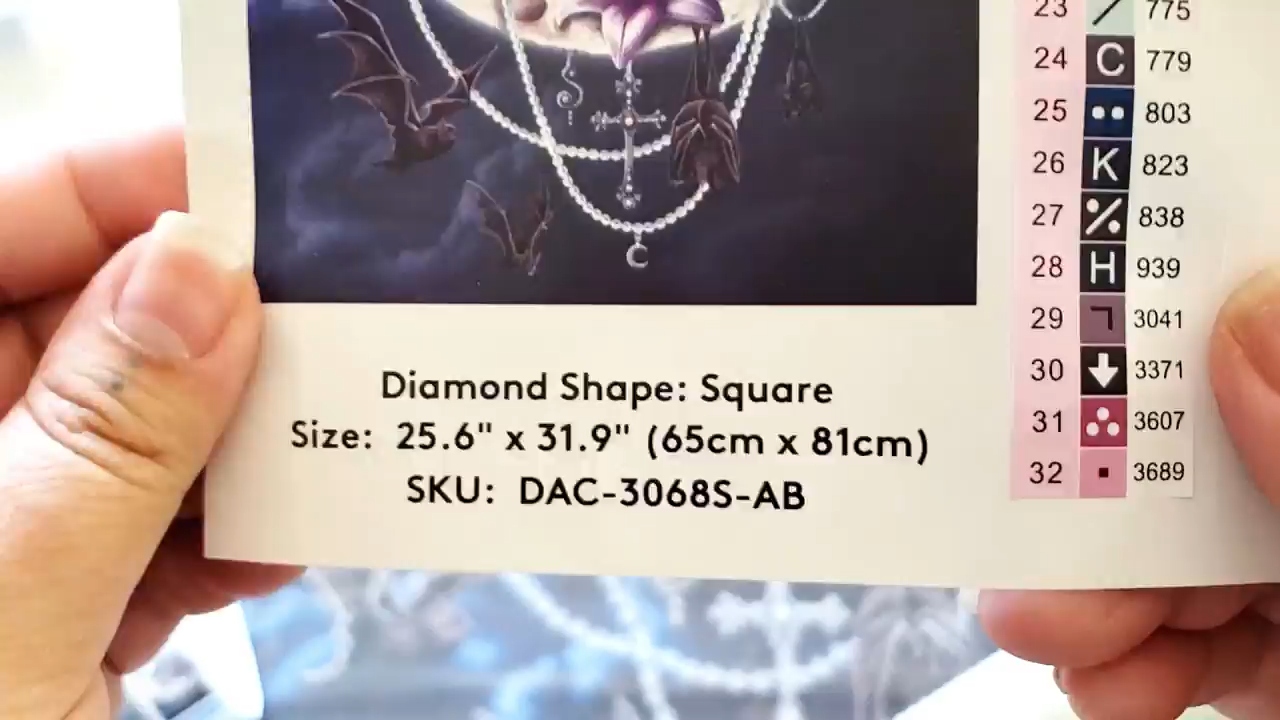 23 775
24 C 779
25 803
26 K 823
27 838
28 H 939
29 3041
30 3371
31 3607
32 3689
Diamond Shape: Square
Size: 25.6" x 31.9" (65cm x 81cm)
SKU: DAC-3068S-AB